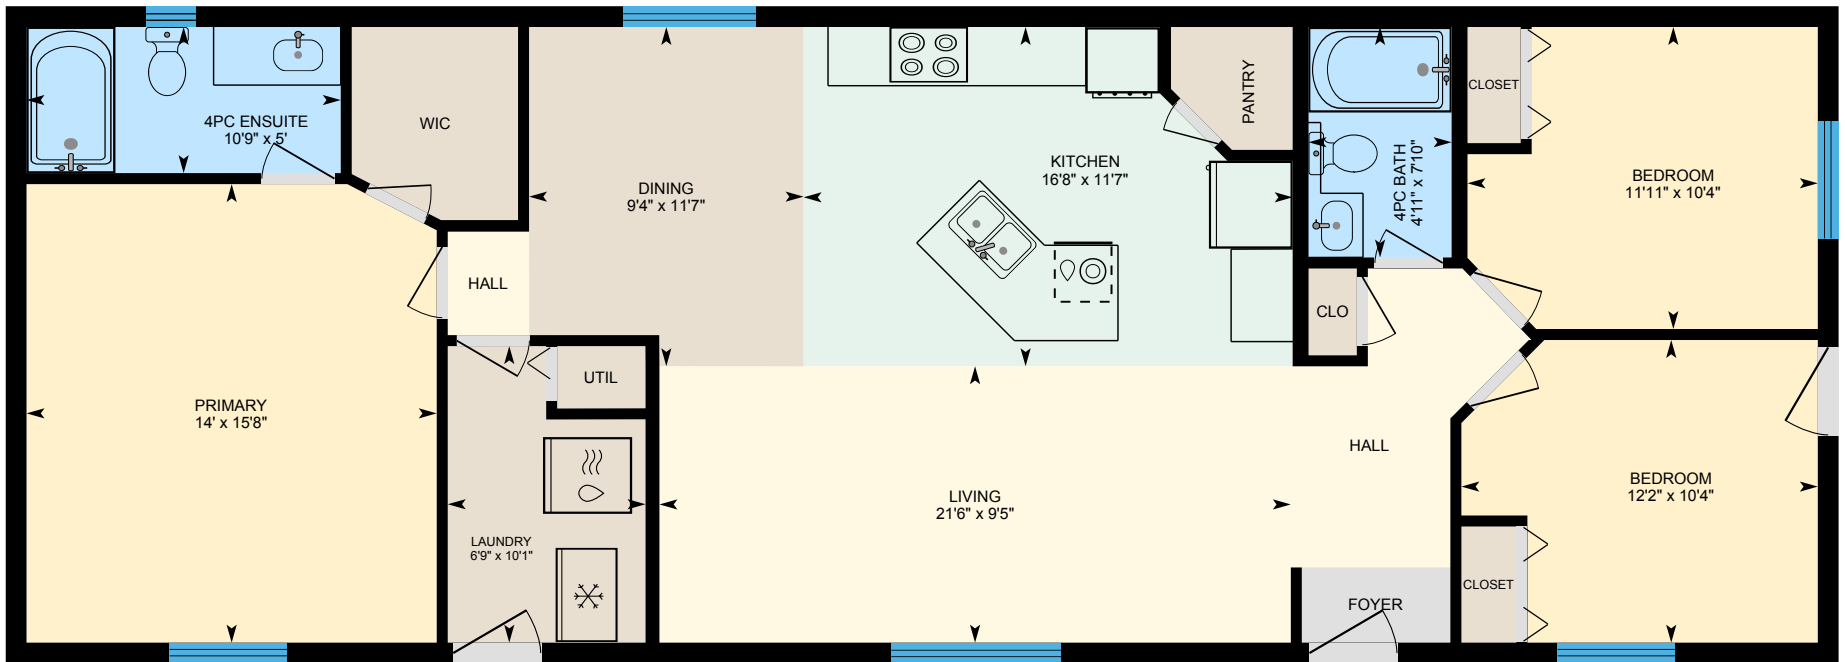 4PC ENSUITE
10'9" x 5'
WIC
DINING
9'4" x 11'7"
KITCHEN
16'8" x 11'7"
PANTRY
4PC BATH
4'11" x 7'10"
CLOSET
BEDROOM
11'11" x 10'4"
HALL
CLO
UTIL
PRIMARY
14' x 15'8"
LAUNDRY
6'9" x 10'1"
LIVING
21'6" x 9'5"
HALL
FOYER
BEDROOM
12'2" x 10'4"
CLOSET